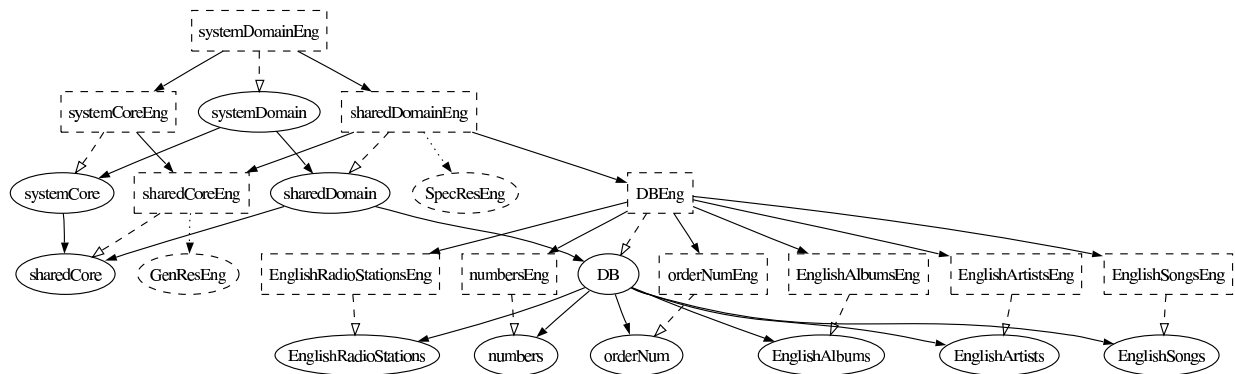 systemDomainEng
systemCoreEng
systemDomain
sharedDomainEng
systemCore
sharedCoreEng
sharedDomain
SpecResEng
DBEng
sharedCore
GenResEng
EnglishRadioStationsEng
numbersEng
DB
orderNumEng
EnglishAlbumsEng
EnglishArtistsEng
EnglishSongsEng
EnglishRadioStations
numbers
orderNum
EnglishAlbums
EnglishArtists
EnglishSongs